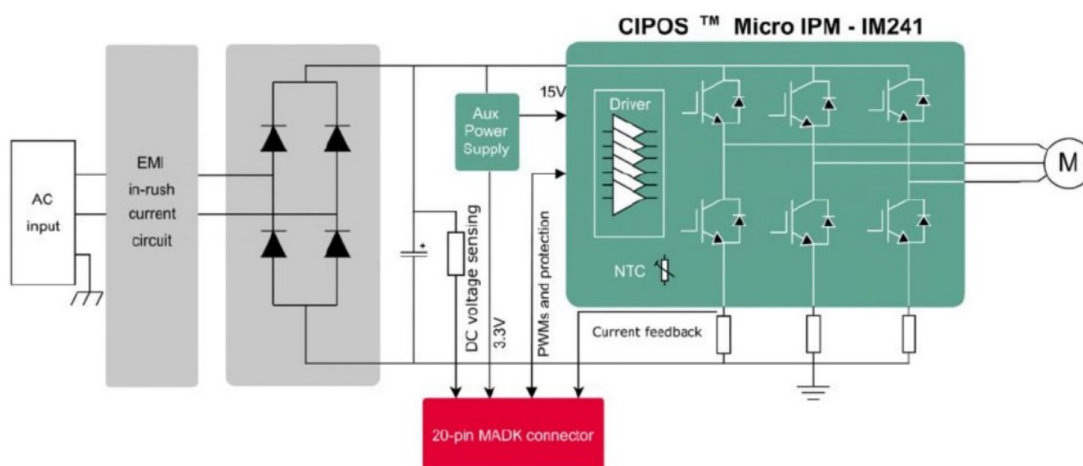 CIPOS ™ Micro IPM - IM241
AC
input
EMI
in-rush
current
circuit
Aux
Power
Supply
15V
Driver
NTC
M
DC voltage sensing
3.3V
PWMs and protection
Current feedback
20-pin MADK connector
+